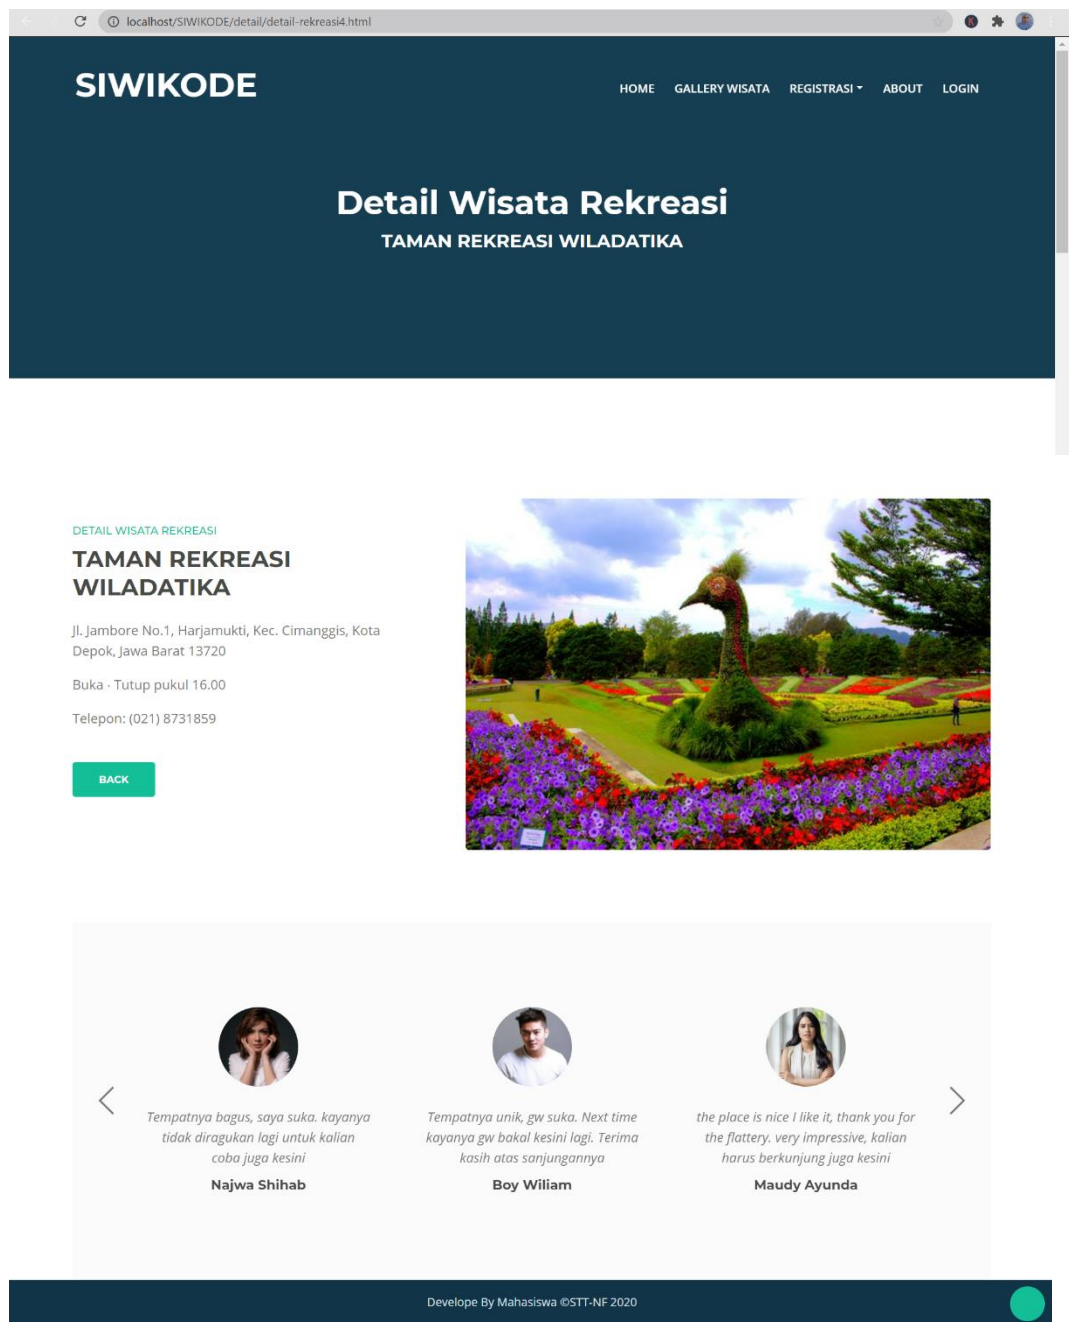 localhost/SIWIKODE/detail/detail-rekreasi4.html
SIWIKODE
HOME GALLERY WISATA REGISTRASI ABOUT LOGIN
Detail Wisata Rekreasi
TAMAN REKREASI WILADATIKA
DETAIL WISATA REKREASI
TAMAN REKREASI
WILADATIKA
Jl. Jambore No.1, Harjamukti, Kec. Cimanggis, Kota
Depok, Jawa Barat 13720
Buka · Tutup pukul 16.00
Telepon: (021) 8731859
BACK
Tempatnya bagus, saya suka. kayanya
tidak diragukan lagi untuk kalian
coba juga kesini
Najwa Shihab
Tempatnya unik, gw suka. Next time
kayanya gw bakal kesini lagi. Terima
kasih atas sanjungannya
Boy Wiliam
the place is nice I like it, thank you for
the flattery. very impressive, kalian
harus berkunjung juga kesini
Maudy Ayunda
Develope By Mahasiswa ©STT-NF 2020